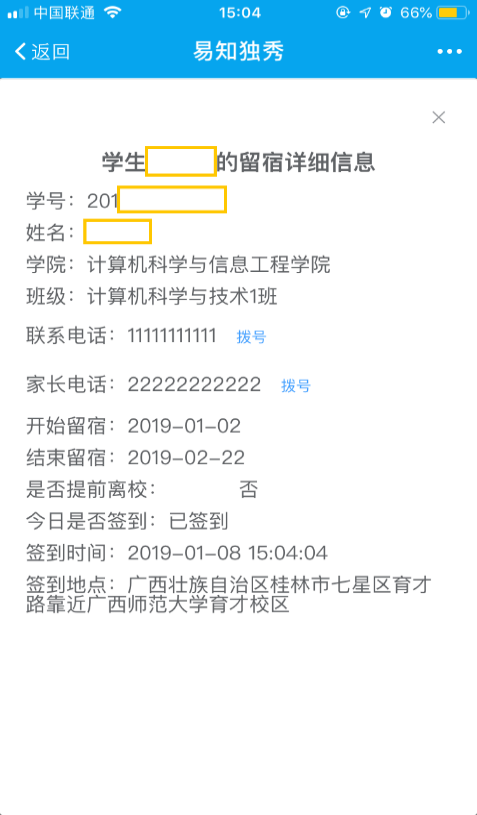 中国联通 15:04 66%
返回 易知独秀
学生 的留宿详细信息
学号：201
姓名：
学院：计算机科学与信息工程学院
班级：计算机科学与技术1班
联系电话：11111111111 拨号
家长电话：22222222222 拨号
开始留宿：2019-01-02
结束留宿：2019-02-22
是否提前离校： 否
今日是否签到：已签到
签到时间：2019-01-08 15:04:04
签到地点：广西壮族自治区桂林市七星区育才
路靠近广西师范大学育才校区